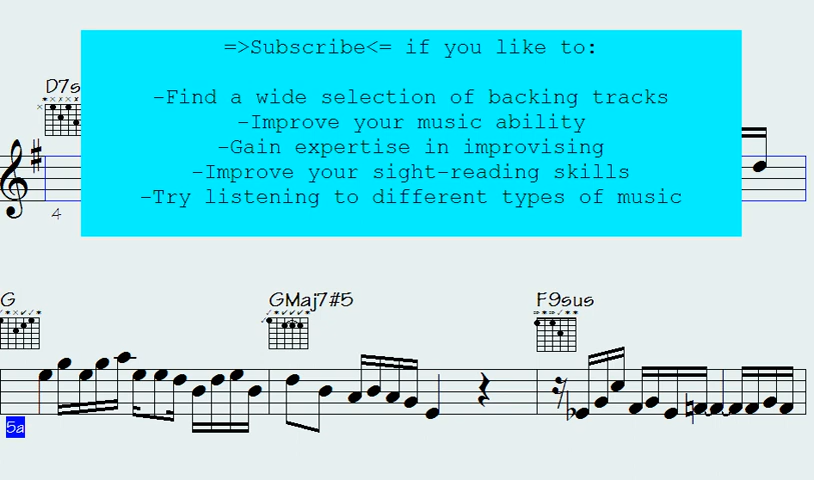 =>Subscribe<= if you like to:
-Find a wide selection of backing tracks
-Improve your music ability
-Gain expertise in improvising
-Improve your sight-reading skills
-Try listening to different types of music
D7s
4
G GMaj7#5 F9sus
5a